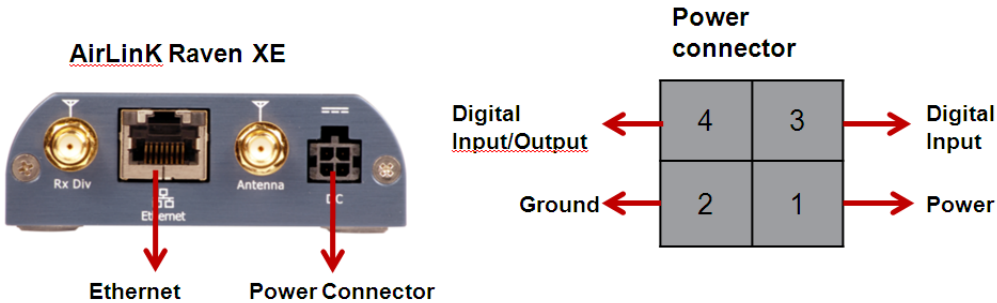 AirLinK Raven XE
Rx Div
Ethernet
Antenna
DC
Ethernet
Power Connector
Power
connector
Digital
Input/Output
4
3
Digital
Input
Ground
2
1
Power